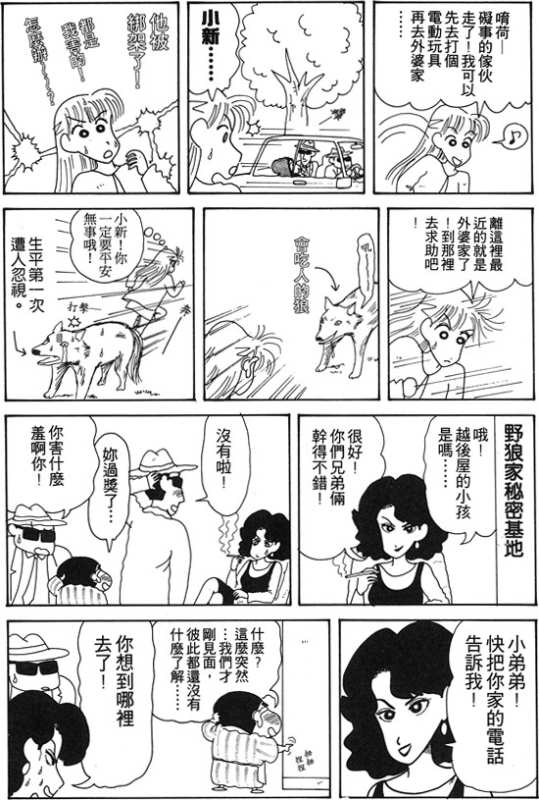 唷荷—
礙事的傢伙
走了！我可以
先去打個
電動玩具
再去外婆家
……
小新……
他被
綁架了！
都是
我害的！
怎麼辦～～？
離這裡最
近的就是
外婆家了
！到那裡
去求助吧
！
會吃人的狼
小新！你
一定要平安
無事哦！
打擊—
生平第一次
遭人忽視。
野狼家秘密基地
哦！
越後屋的小孩
是嗎……
很好！
你們兄弟倆
幹得不錯！
沒有啦！
妳過獎了…
你害什麼
羞啊你！
小弟弟！
快把你家的電話
告訴我！
什麼？
這麼突然
…我們才
剛見面，
彼此都還沒有
什麼了解……
捏
捏
你想到哪裡
去了！